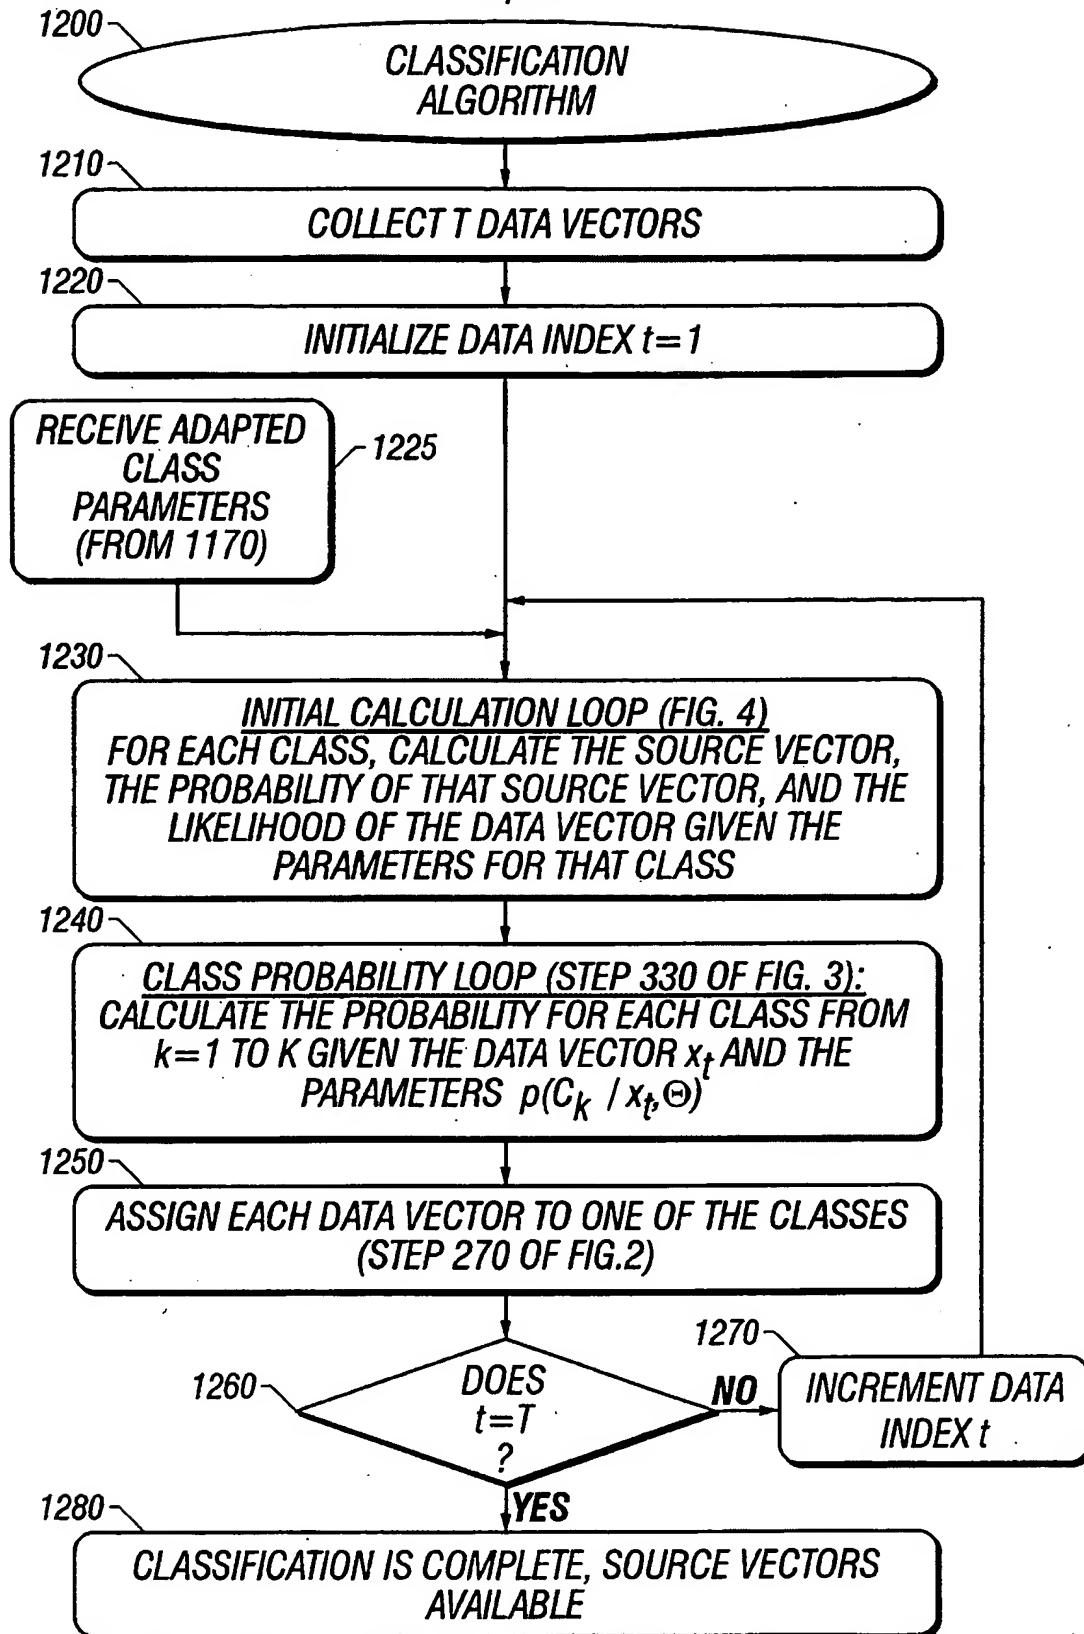 1200
CLASSIFICATION
ALGORITHM
1210
COLLECT T DATA VECTORS
1220
INITIALIZE DATA INDEX t=1
RECEIVE ADAPTED
CLASS
PARAMETERS
(FROM 1170)
1225
1230
INITIAL CALCULATION LOOP (FIG. 4)
FOR EACH CLASS, CALCULATE THE SOURCE VECTOR,
THE PROBABILITY OF THAT SOURCE VECTOR, AND THE
LIKELIHOOD OF THE DATA VECTOR GIVEN THE
PARAMETERS FOR THAT CLASS
1240
CLASS PROBABILITY LOOP (STEP 330 OF FIG. 3):
CALCULATE THE PROBABILITY FOR EACH CLASS FROM
k=1 TO K GIVEN THE DATA VECTOR x_t AND THE
PARAMETERS p(C_k / x_t,Θ)
1250
ASSIGN EACH DATA VECTOR TO ONE OF THE CLASSES
(STEP 270 OF FIG.2)
1260
DOES
t=T
?
NO
1270
INCREMENT DATA
INDEX t
YES
1280
CLASSIFICATION IS COMPLETE, SOURCE VECTORS
AVAILABLE